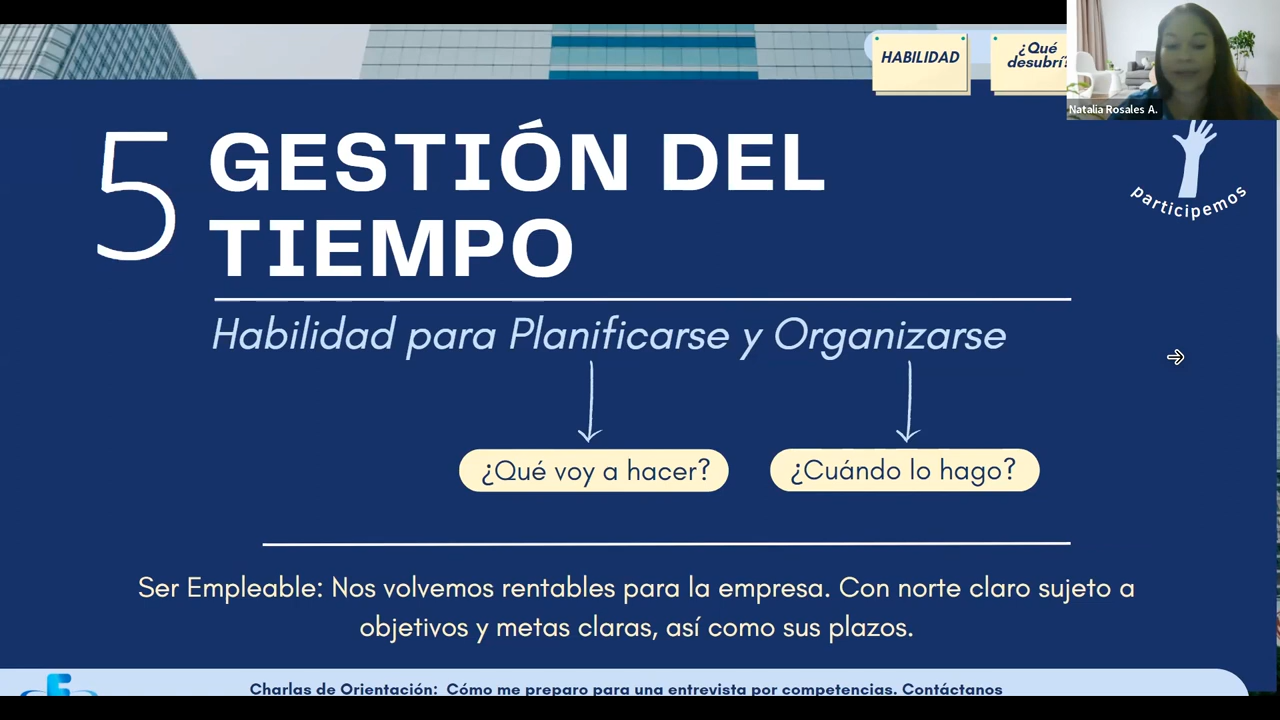 HABILIDAD
¿Qué
desubrí?
Natalia Rosales A.
participemos
5
GESTIÓN DEL
TIEMPO
Habilidad para Planificarse y Organizarse
¿Qué voy a hacer?
¿Cuándo lo hago?
Ser Empleable: Nos volvemos rentables para la empresa. Con norte claro sujeto a
objetivos y metas claras, así como sus plazos.
Charlas de Orientación: Cómo me preparo para una entrevista por competencias. Contáctanos